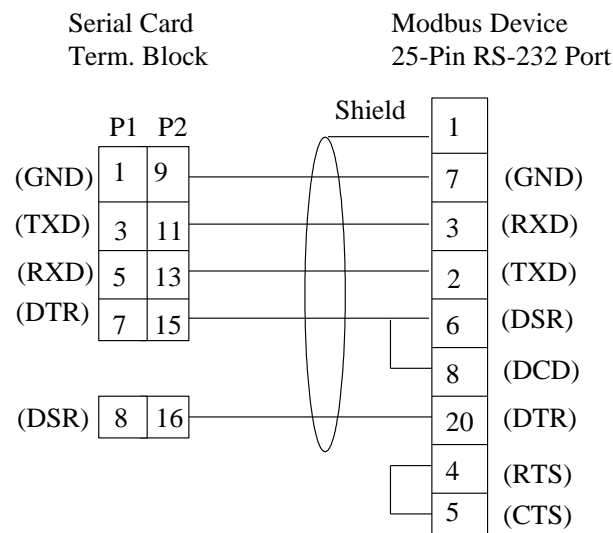 Serial Card Modbus Device
Term. Block 25-Pin RS-232 Port
Shield 1
P1 P2
(GND) 1 9 7 (GND)
(TXD) 3 11 3 (RXD)
(RXD) 5 13 2 (TXD)
(DTR) 7 15 6 (DSR)
8 (DCD)
(DSR) 8 16 20 (DTR)
4 (RTS)
5 (CTS)